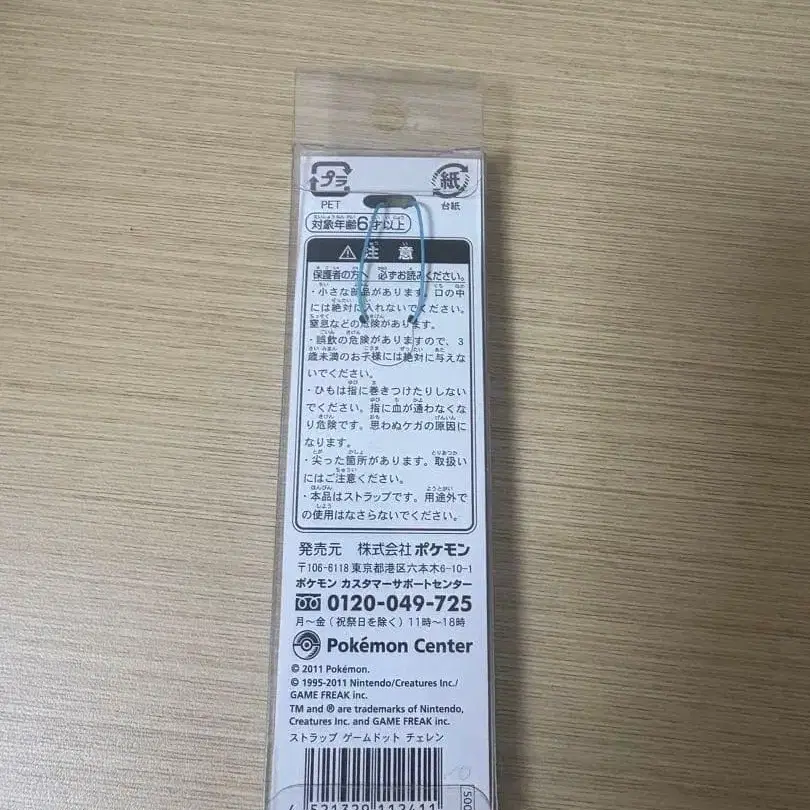 プラ 紙
PET 台紙
対象年齢6才以上
注意
保護者の方へ 必ずお読みください。
・小さな部品があります。口の中
には絶対に入れないでください。
窒息などの危険があります。
・誤飲の危険がありますので、3
歳未満のお子様には絶対に与えな
いでください。
・ひもは指に巻きつけたりしない
でください。指に血が通わなくな
り危険です。思わぬケガの原因に
なります。
・尖った箇所があります。取扱い
にはご注意ください。
・本品はストラップです。用途外で
の使用はなさらないでください。
発売元 株式会社ポケモン
〒106-6118 東京都港区六本木6-10-1
ポケモン カスタマーサポートセンター
0120-049-725
月〜金（祝祭日を除く）11時〜18時
Pokémon Center
© 2011 Pokémon.
© 1995-2011 Nintendo/Creatures Inc./
GAME FREAK inc.
TM and ® are trademarks of Nintendo,
Creatures Inc. and GAME FREAK inc.
ストラップ ゲームドット チェレン